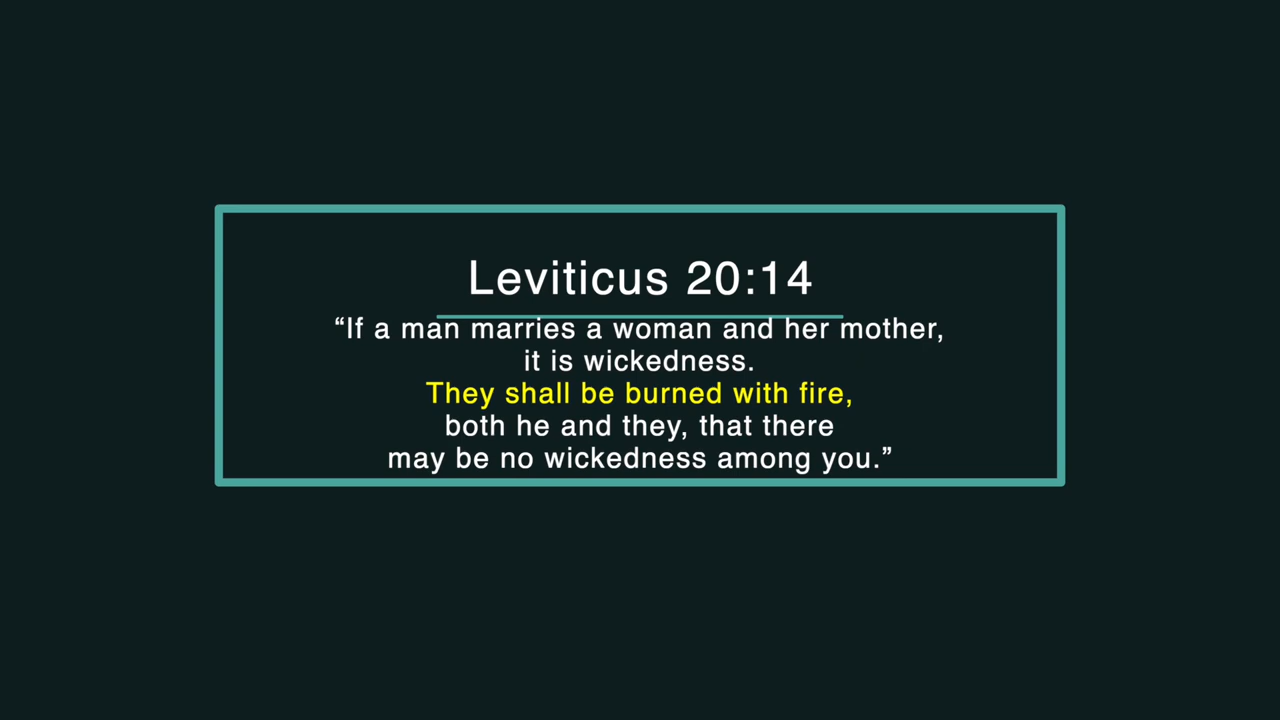 Leviticus 20:14
“If a man marries a woman and her mother,
it is wickedness.
They shall be burned with fire,
both he and they, that there
may be no wickedness among you.”